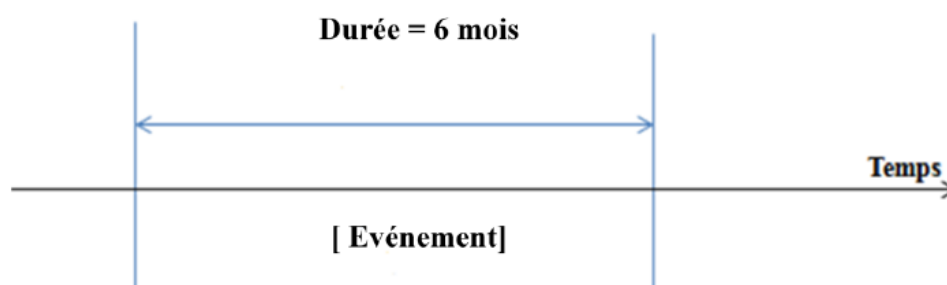 Durée = 6 mois
Temps
[ Evénement]